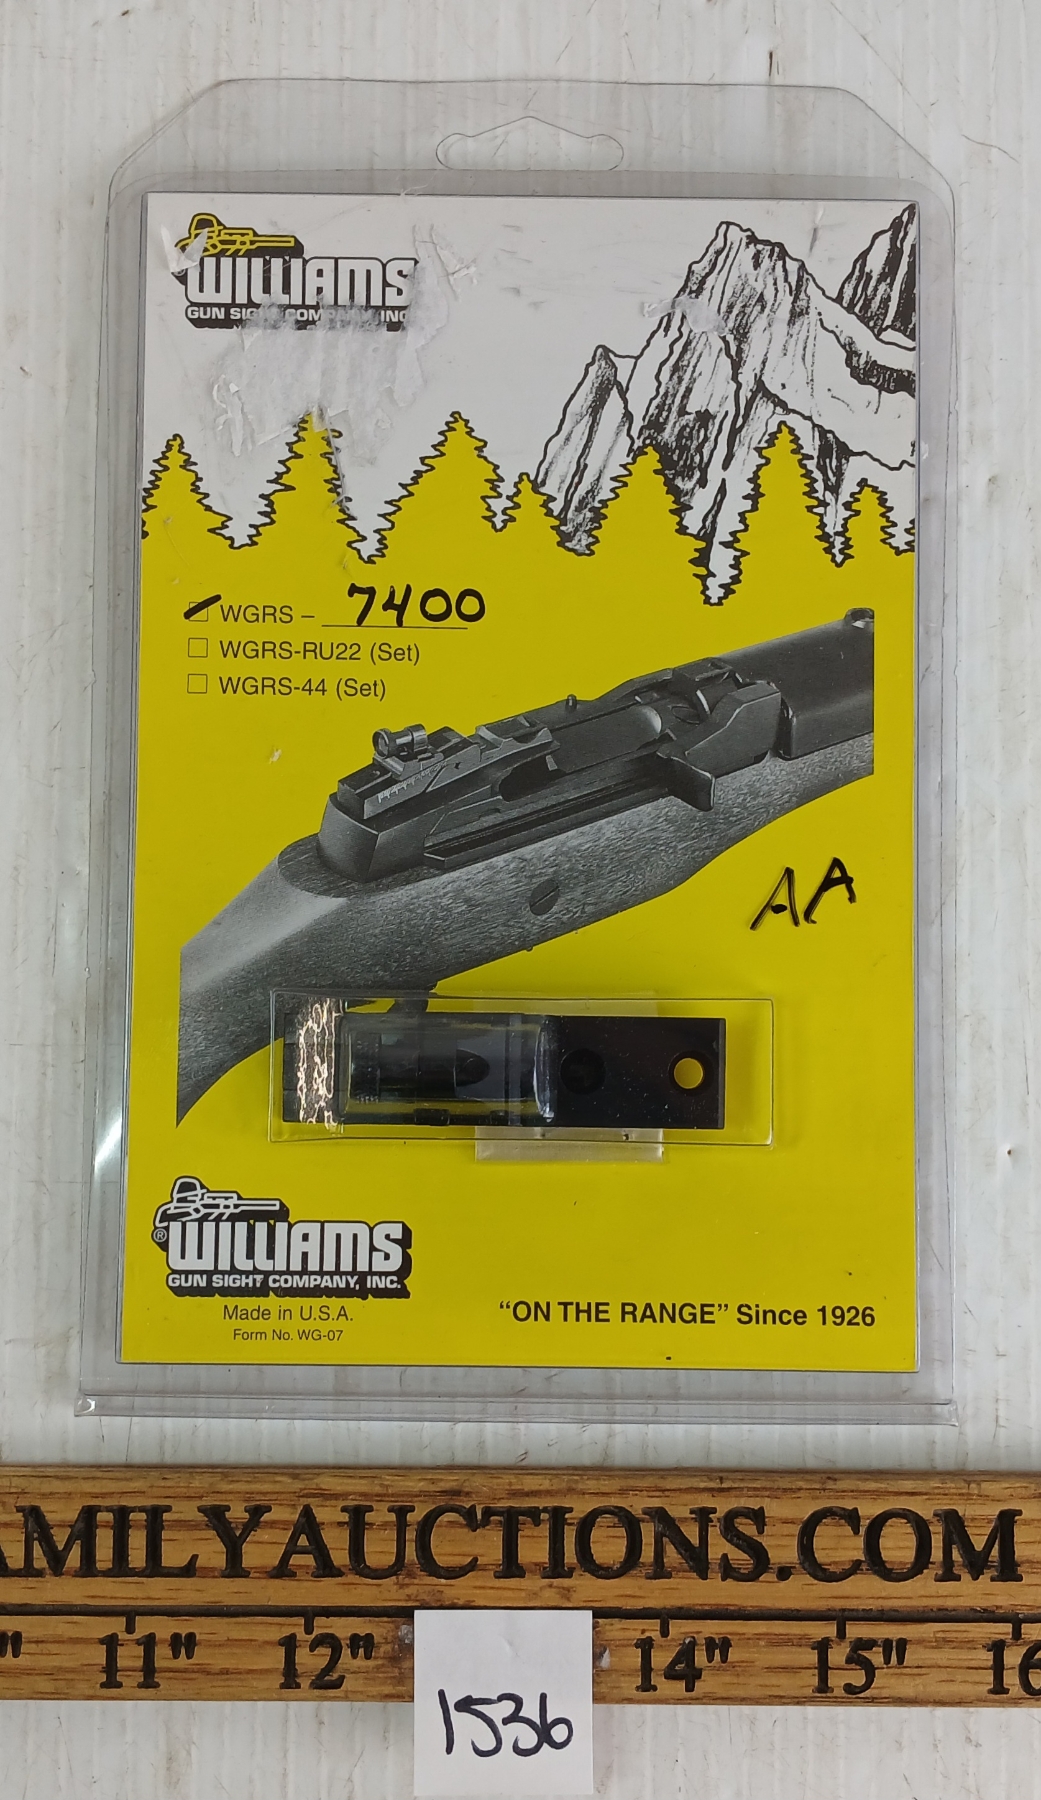 WILLIAMS
GUN SIGHT COMPANY, INC.
WGRS – 7400
WGRS-RU22 (Set)
WGRS-44 (Set)
AA
® WILLIAMS
GUN SIGHT COMPANY, INC.
Made in U.S.A.
Form No. WG-07
“ON THE RANGE” Since 1926
AMILYAUCTIONS.COM
11" 12" 14" 15" 16
1536